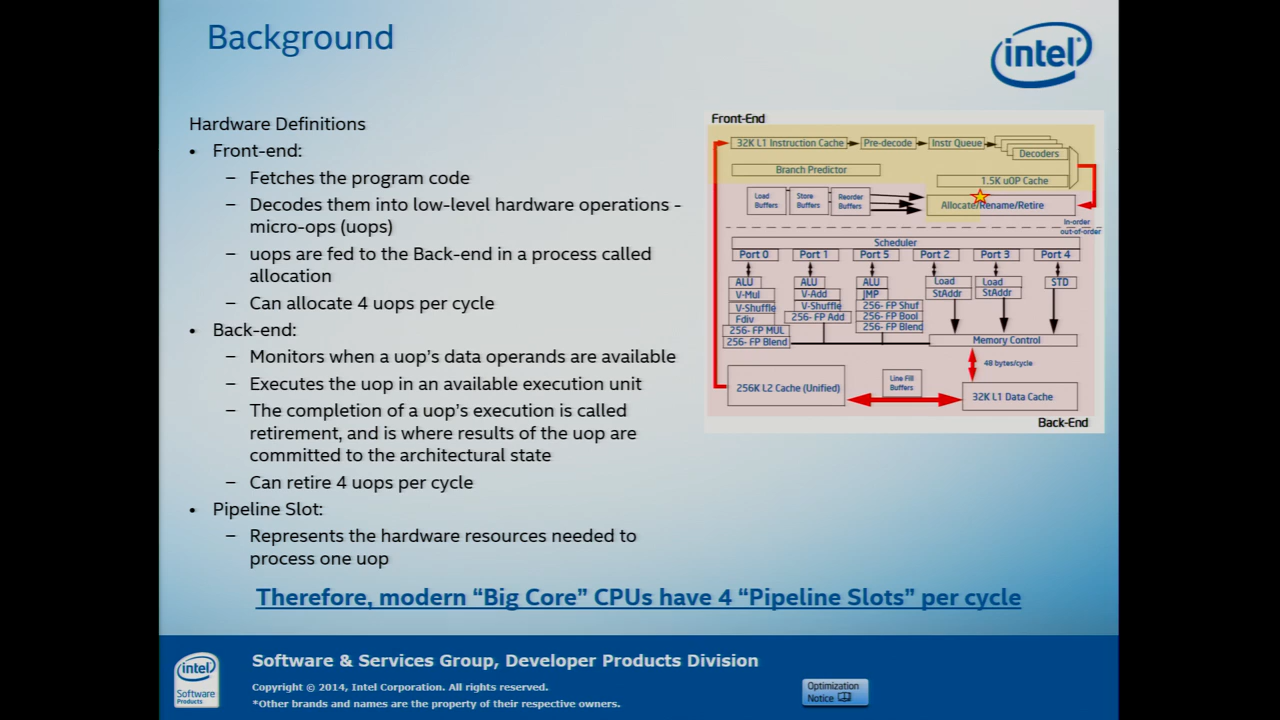 Background
intel
Hardware Definitions
• Front-end:
– Fetches the program code
– Decodes them into low-level hardware operations -
micro-ops (uops)
– uops are fed to the Back-end in a process called
allocation
– Can allocate 4 uops per cycle
• Back-end:
– Monitors when a uop's data operands are available
– Executes the uop in an available execution unit
– The completion of a uop's execution is called
retirement, and is where results of the uop are
committed to the architectural state
– Can retire 4 uops per cycle
• Pipeline Slot:
– Represents the hardware resources needed to
process one uop
Front-End
32K L1 Instruction Cache
Pre-decode
Instr Queue
Decoders
Branch Predictor
1.5K uOP Cache
Load
Buffers
Store
Buffers
Reorder
Buffers
Allocate/Rename/Retire
In-order
out-of-order
Scheduler
Port 0
Port 1
Port 5
Port 2
Port 3
Port 4
ALU
V-Mul
V-Shuffle
Fdiv
256- FP MUL
256- FP Blend
ALU
V-Add
V-Shuffle
256- FP Add
ALU
JMP
256- FP Shuf
256- FP Bool
256- FP Blend
Load
StAddr
Load
StAddr
STD
Memory Control
48 bytes/cycle
256K L2 Cache (Unified)
Line Fill
Buffers
32K L1 Data Cache
Back-End
Therefore, modern “Big Core” CPUs have 4 “Pipeline Slots” per cycle
intel
Software
Products
Software & Services Group, Developer Products Division
Copyright © 2014, Intel Corporation. All rights reserved.
*Other brands and names are the property of their respective owners.
Optimization
Notice